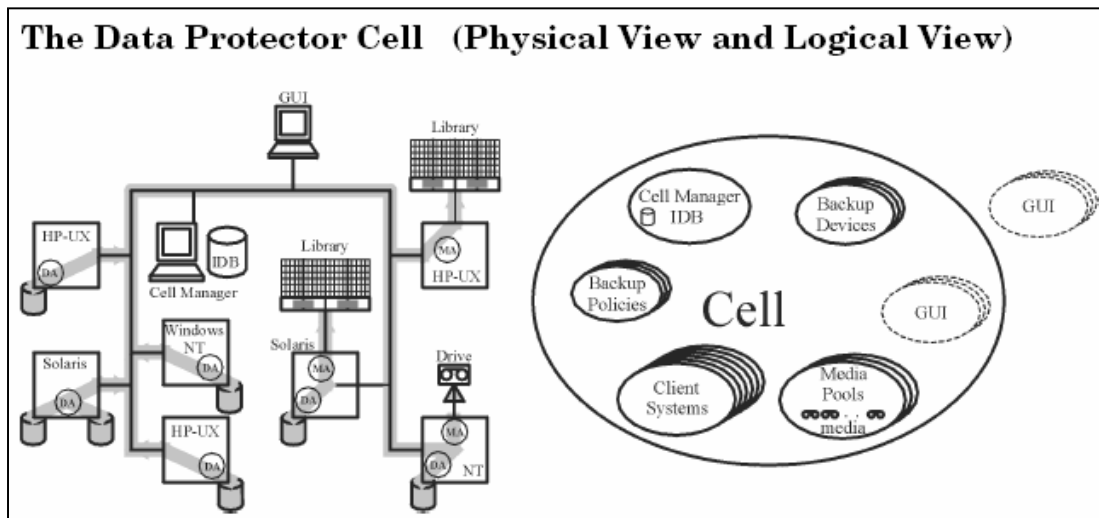 The Data Protector Cell (Physical View and Logical View)
GUI
Library
HP-UX
DA
IDB
Cell Manager
Library
MA
HP-UX
Windows
NT
DA
Solaris
DA
Solaris
MA
DA
Drive
HP-UX
DA
MA
DA
NT
Cell Manager
IDB
Backup
Devices
GUI
Backup
Policies
Cell
GUI
Client
Systems
Media
Pools
. .
media